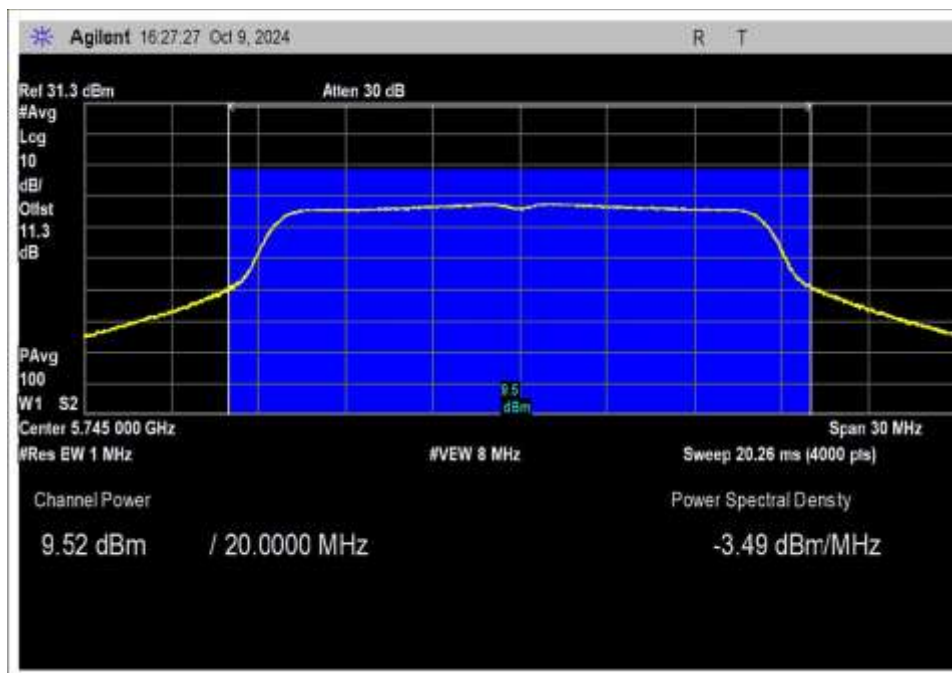 Agilent 16:27:27 Oct 9, 2024 R T
Ref 31.3 dBm Atten 30 dB
#Avg
Log
10
dB/
Offst
11.3
dB
PAvg
100
W1 S2
9.5
dBm
Center 5.745 000 GHz Span 30 MHz
#Res BW 1 MHz #VBW 8 MHz Sweep 20.26 ms (4000 pts)
Channel Power Power Spectral Density
9.52 dBm / 20.0000 MHz -3.49 dBm/MHz